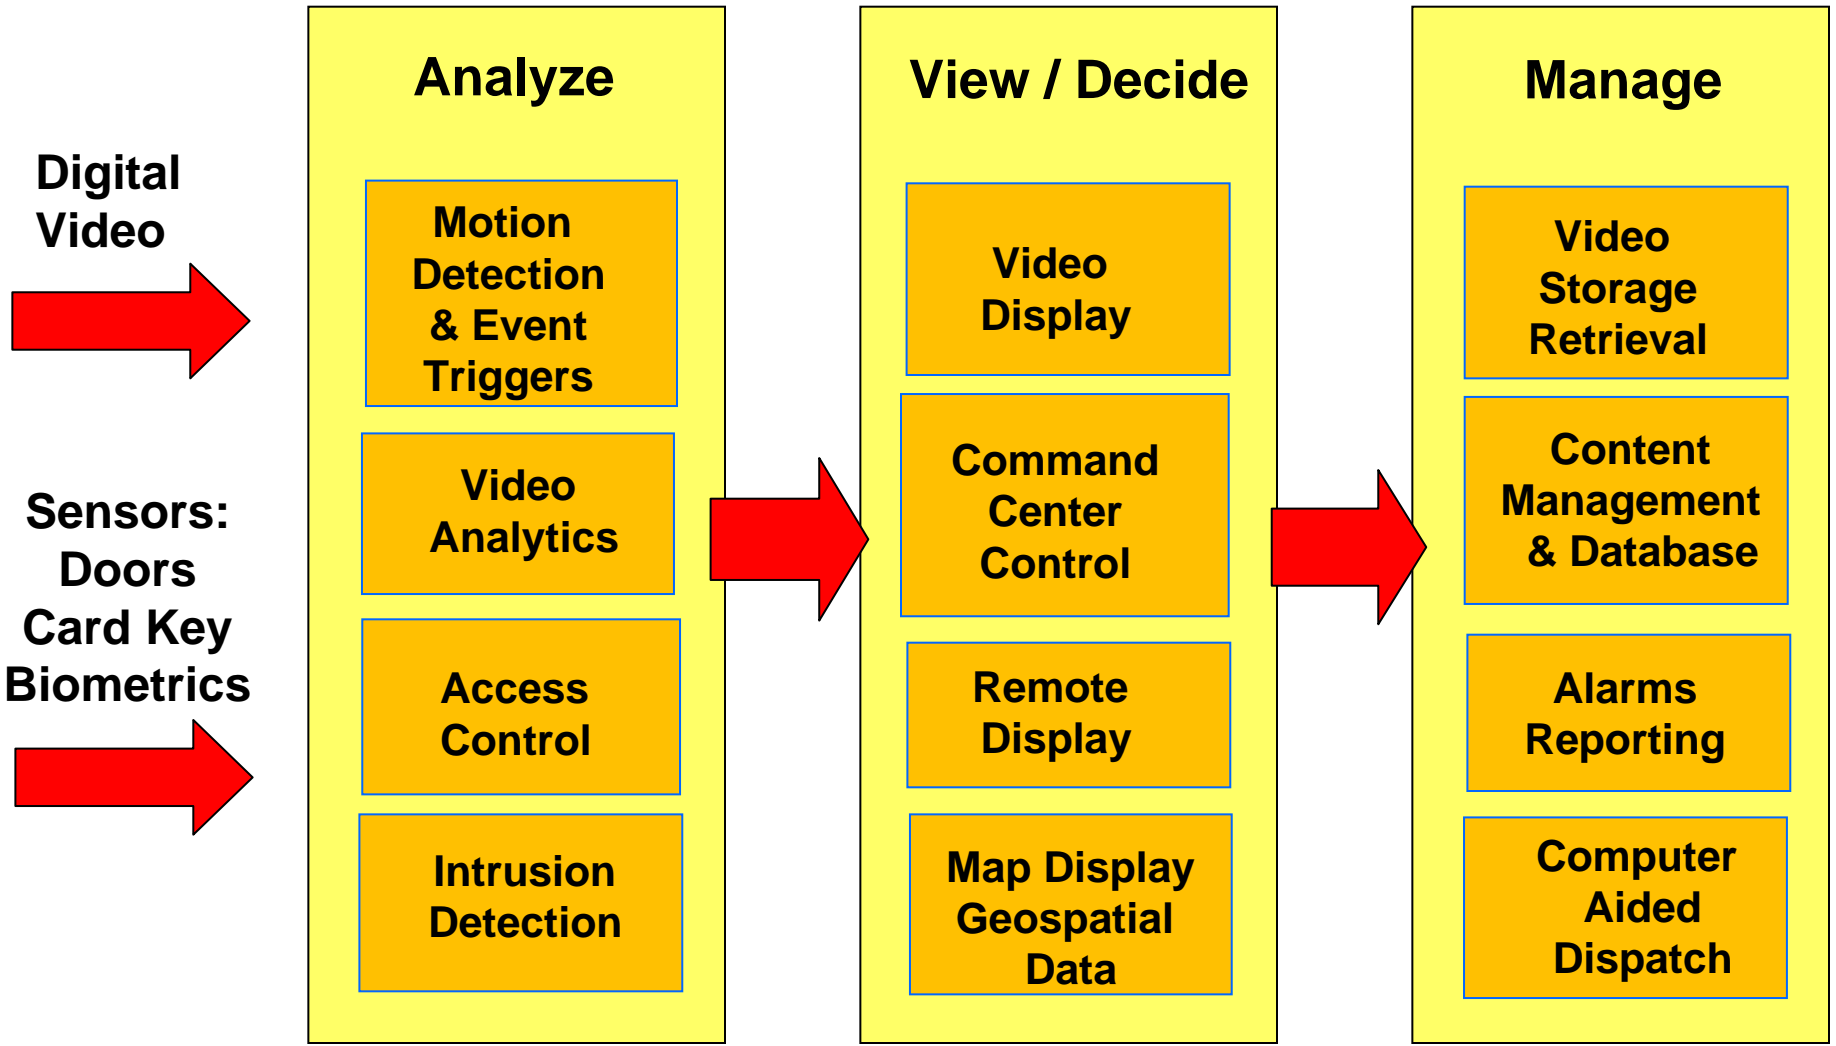 Digital
Video
Sensors:
Doors
Card Key
Biometrics
Analyze
Motion
Detection
& Event
Triggers
Video
Analytics
Access
Control
Intrusion
Detection
View / Decide
Video
Display
Command
Center
Control
Remote
Display
Map Display
Geospatial
Data
Manage
Video
Storage
Retrieval
Content
Management
& Database
Alarms
Reporting
Computer
Aided
Dispatch